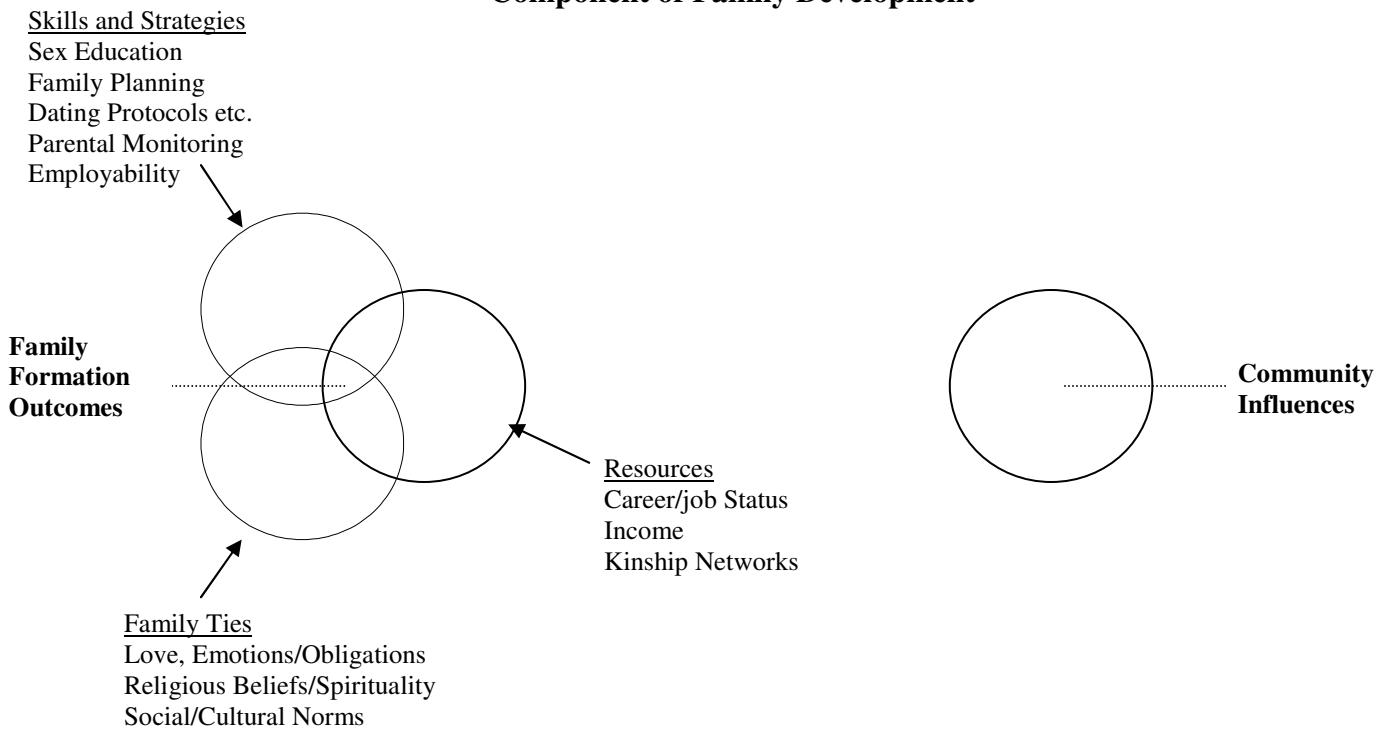 Component of Family Development
Skills and Strategies
Sex Education
Family Planning
Dating Protocols etc.
Parental Monitoring
Employability
Family
Formation
Outcomes
Community
Influences
Resources
Career/job Status
Income
Kinship Networks
Family Ties
Love, Emotions/Obligations
Religious Beliefs/Spirituality
Social/Cultural Norms